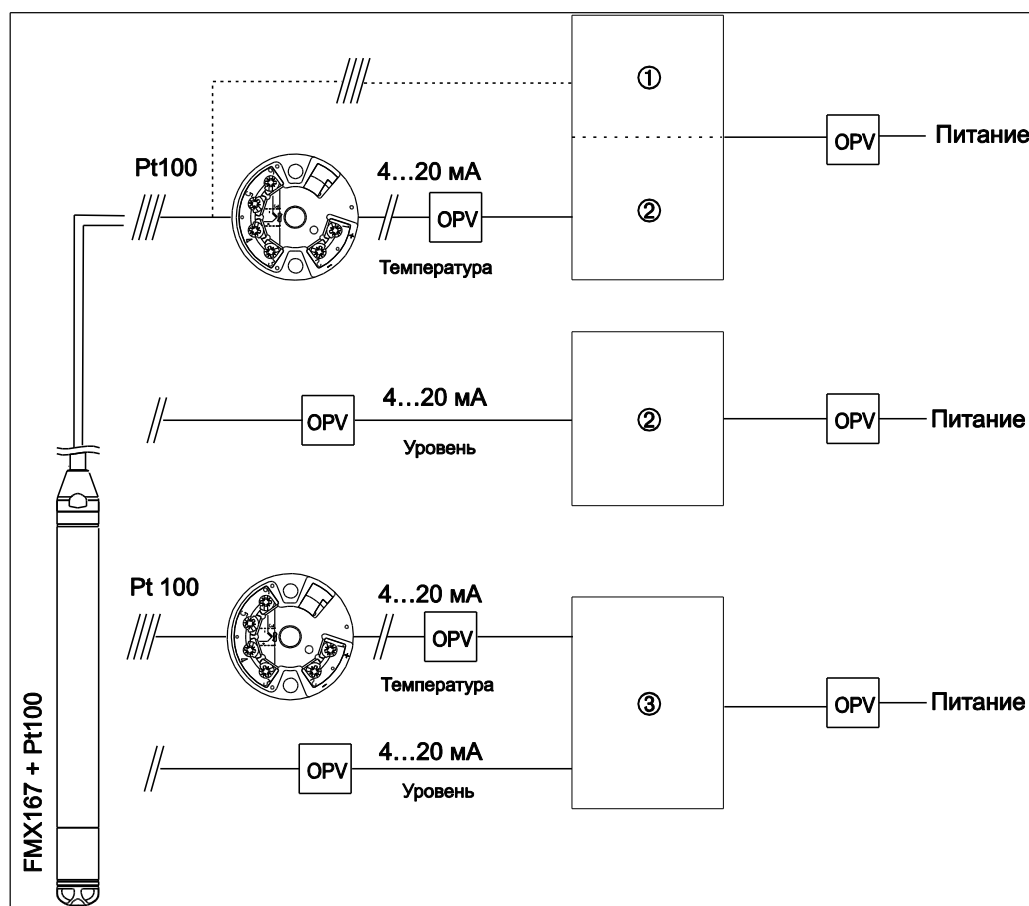 ①
Pt100
4...20 мА
OPV
Температура
②
OPV
Питание
OPV
4...20 мА
Уровень
②
OPV
Питание
Pt 100
4...20 мА
OPV
Температура
③
OPV
Питание
OPV
4...20 мА
Уровень
FMX167 + Pt100